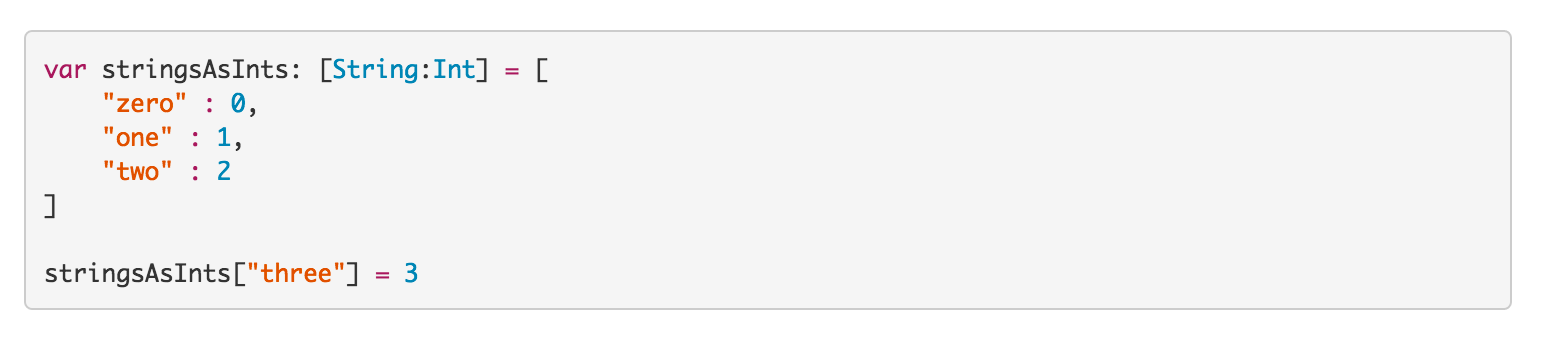 var stringsAsInts: [String:Int] = [
    "zero" : 0,
    "one" : 1,
    "two" : 2
]

stringsAsInts["three"] = 3